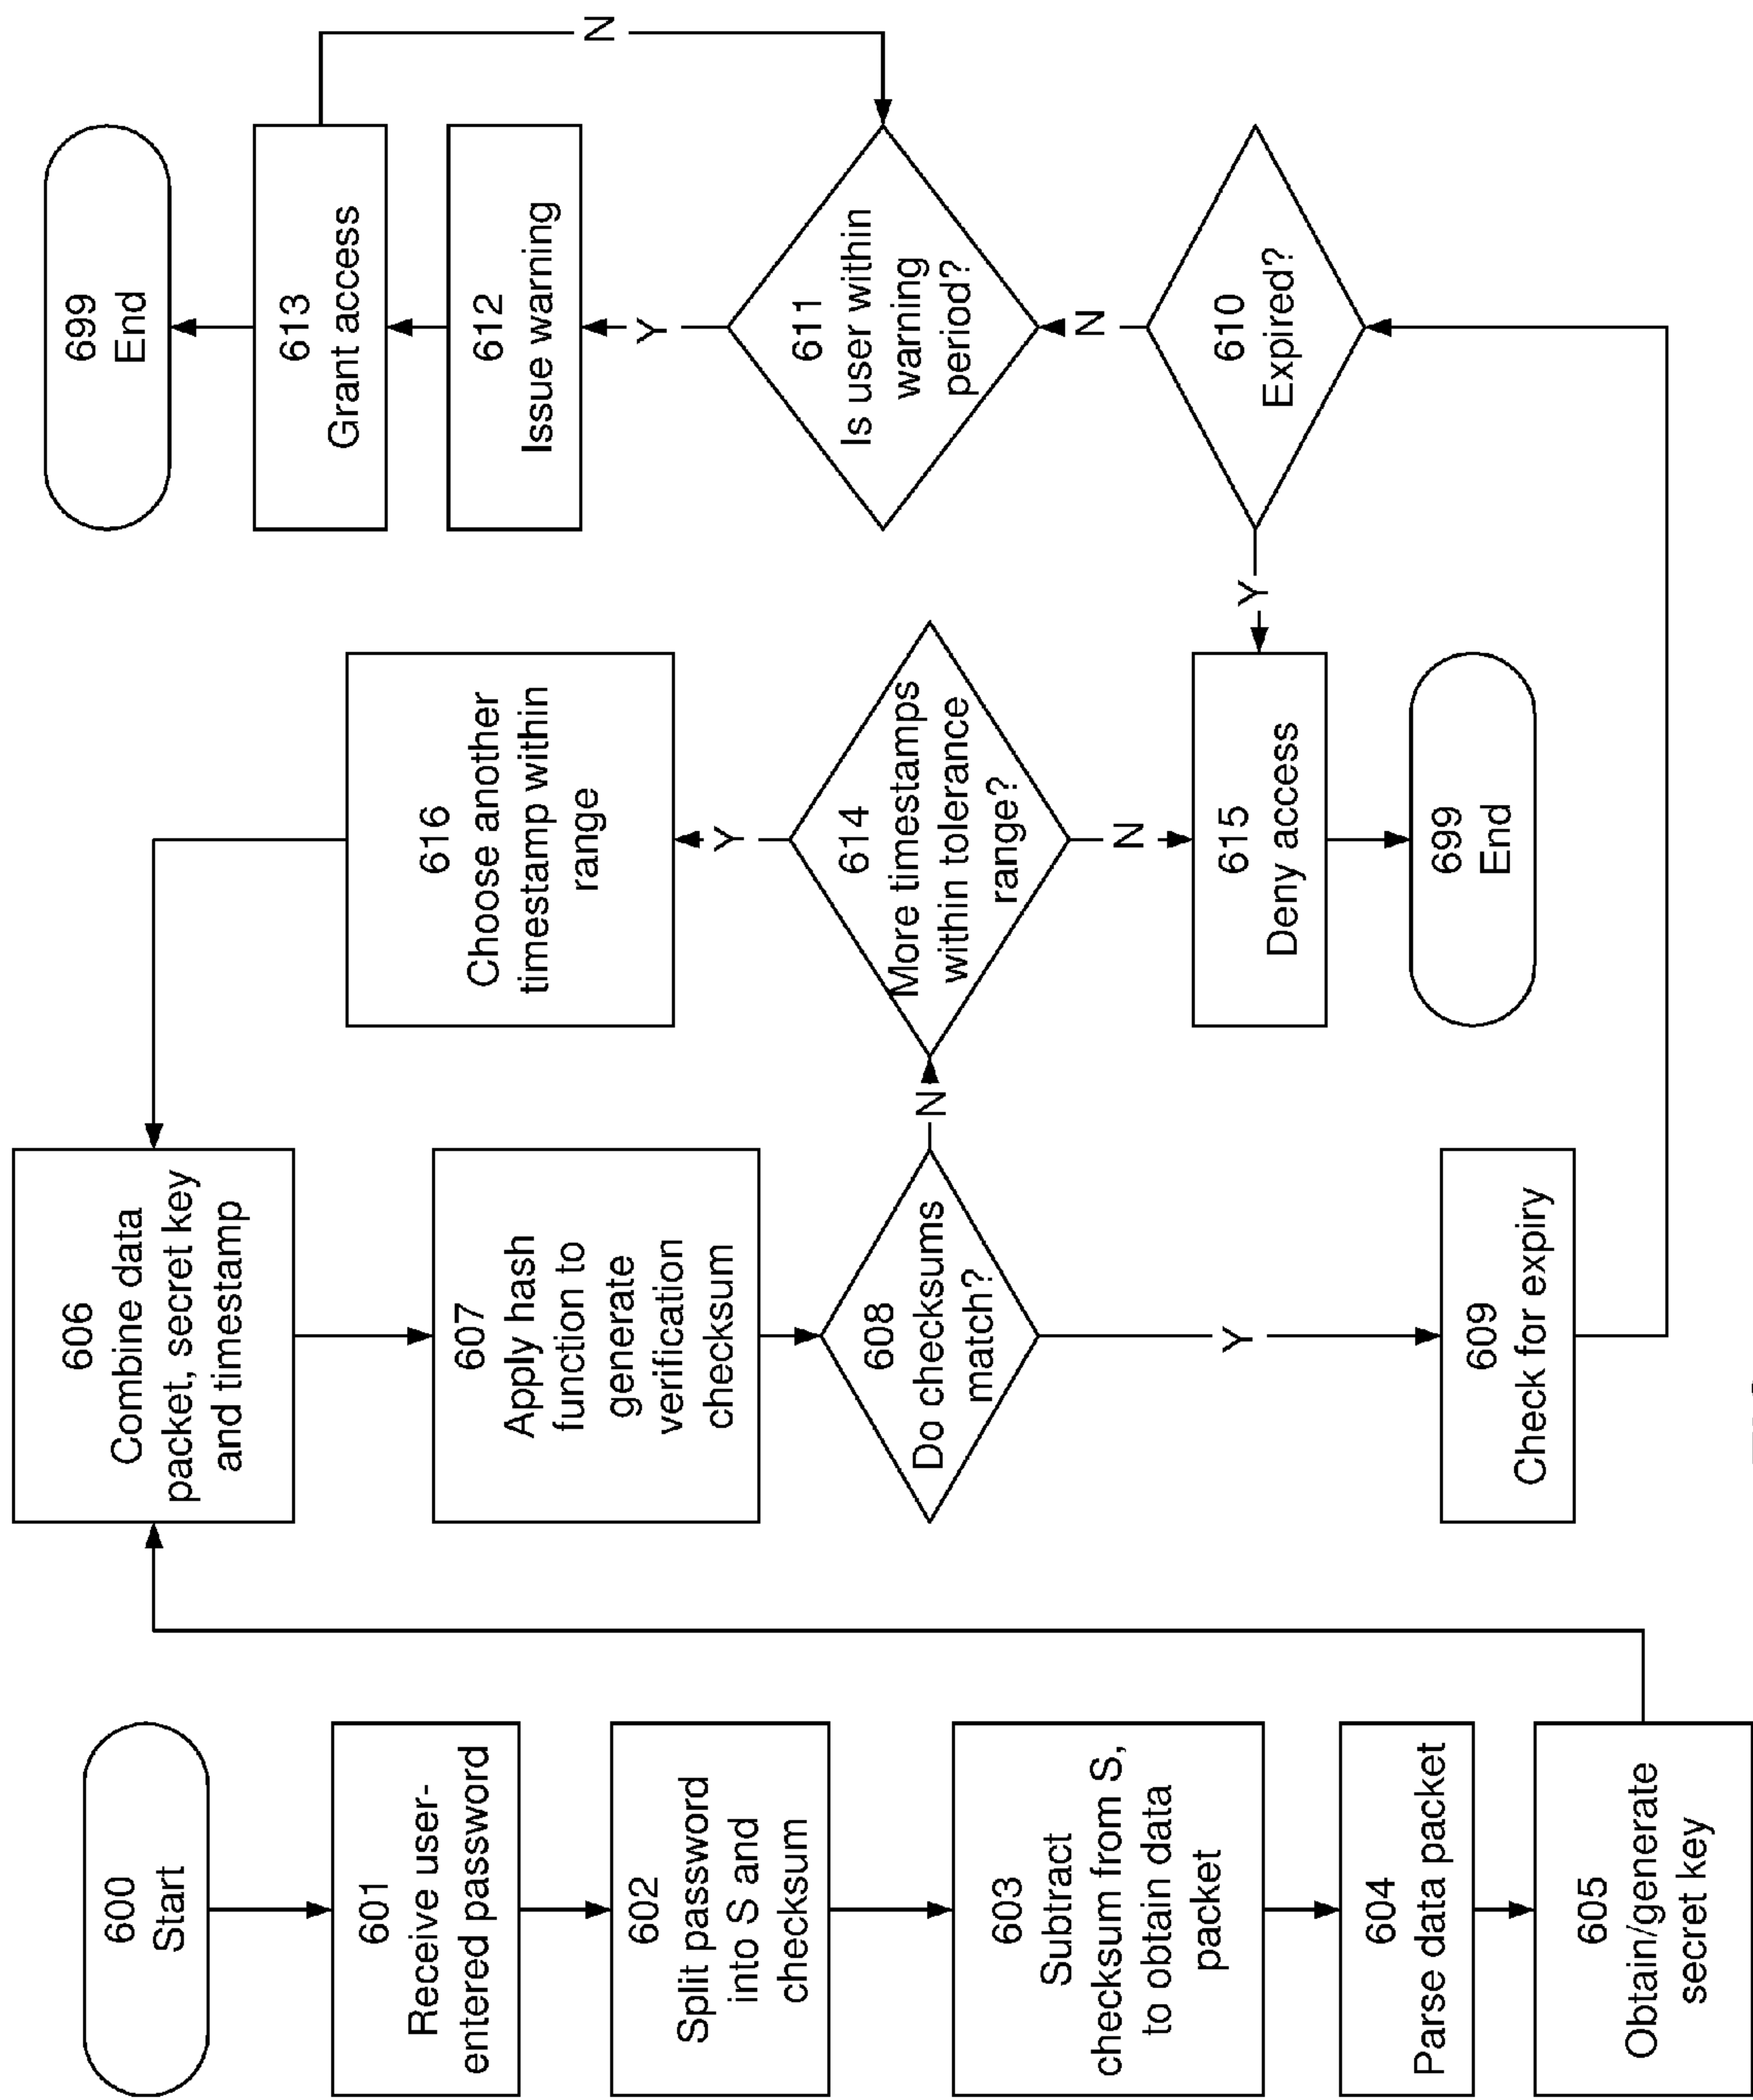 600
Start
601
Receive user-
entered password
602
Split password
into S and
checksum
603
Subtract
checksum from S,
to obtain data
packet
604
Parse data packet
605
Obtain/generate
secret key
606
Combine data
packet, secret key
and timestamp
607
Apply hash
function to
generate
verification
checksum
608
Do checksums
match?
N
Y
609
Check for expiry
616
Choose another
timestamp within
range
Y
614
More timestamps
within tolerance
range?
N
615
Deny access
699
End
699
End
613
Grant access
N
612
Issue warning
Y
611
Is user within
warning
period?
N
610
Expired?
Y